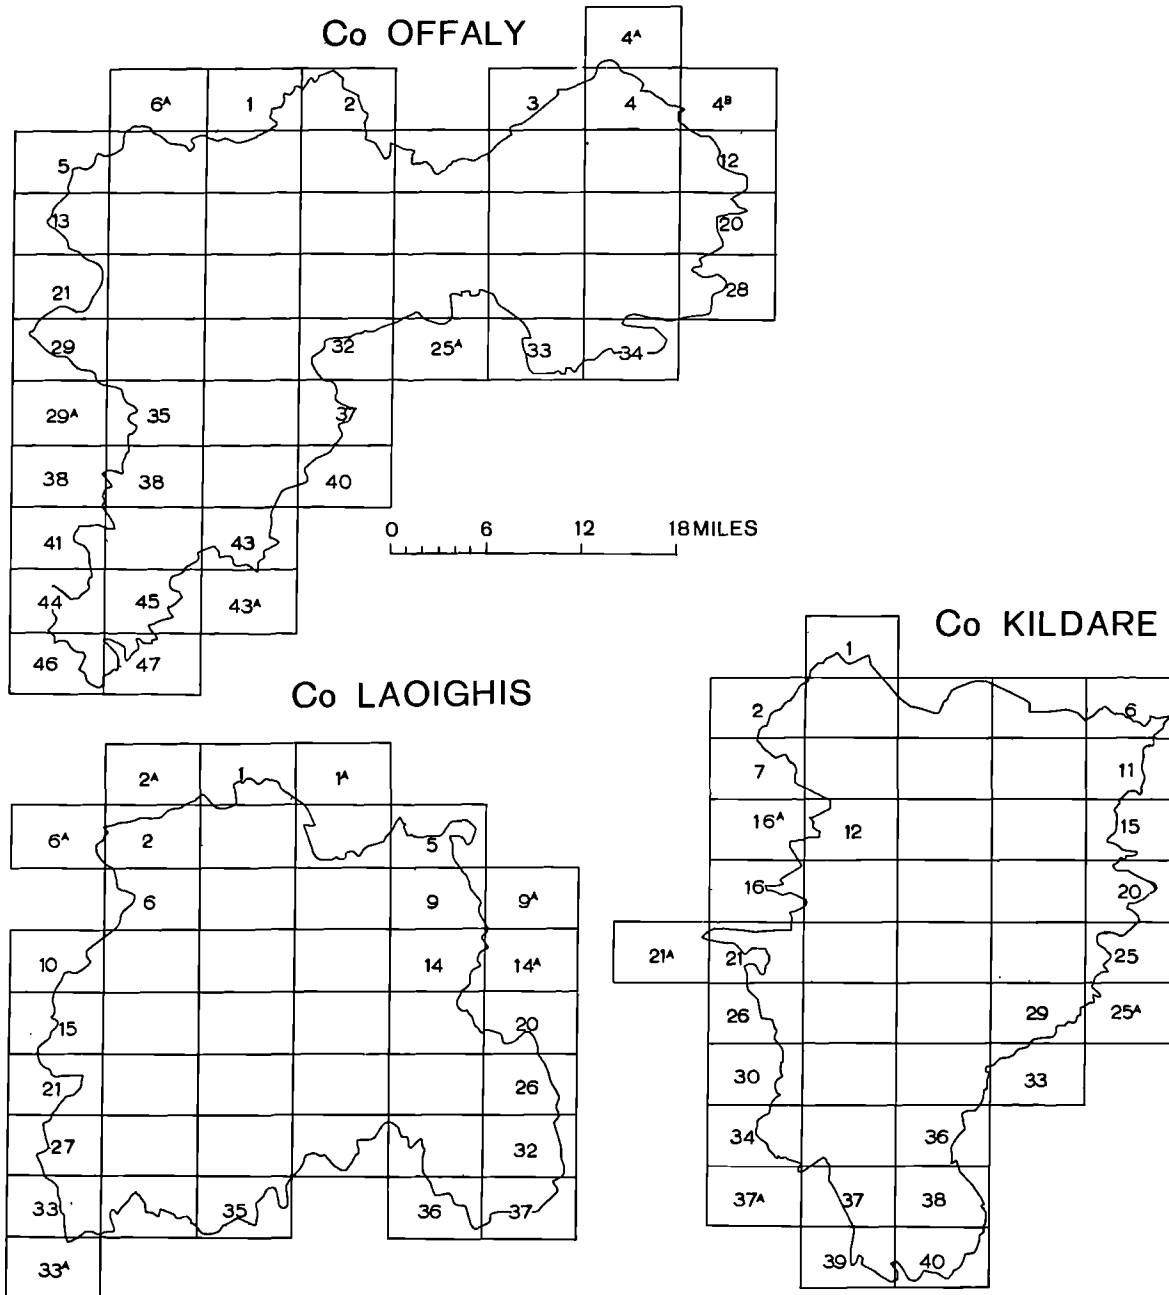 Co OFFALY
4A
6A 1 2 3 4 4B
5 12
13 20
21 28
29 32 25A 33 34
29A 35 37
38 38 40
41 43
0 6 12 18 MILES
44 45 43A
46 47
Co LAOIGHIS
2A 1 1A
6A 2 5
6 9 9A
10 14 14A
15 20
21 26
27 32
33 35 36 37
33A
Co KILDARE
1
2 6
7 11
16A 12 15
16 20
21A 21 25
26 29 25A
30 33
34 36
37A 37 38
39 40